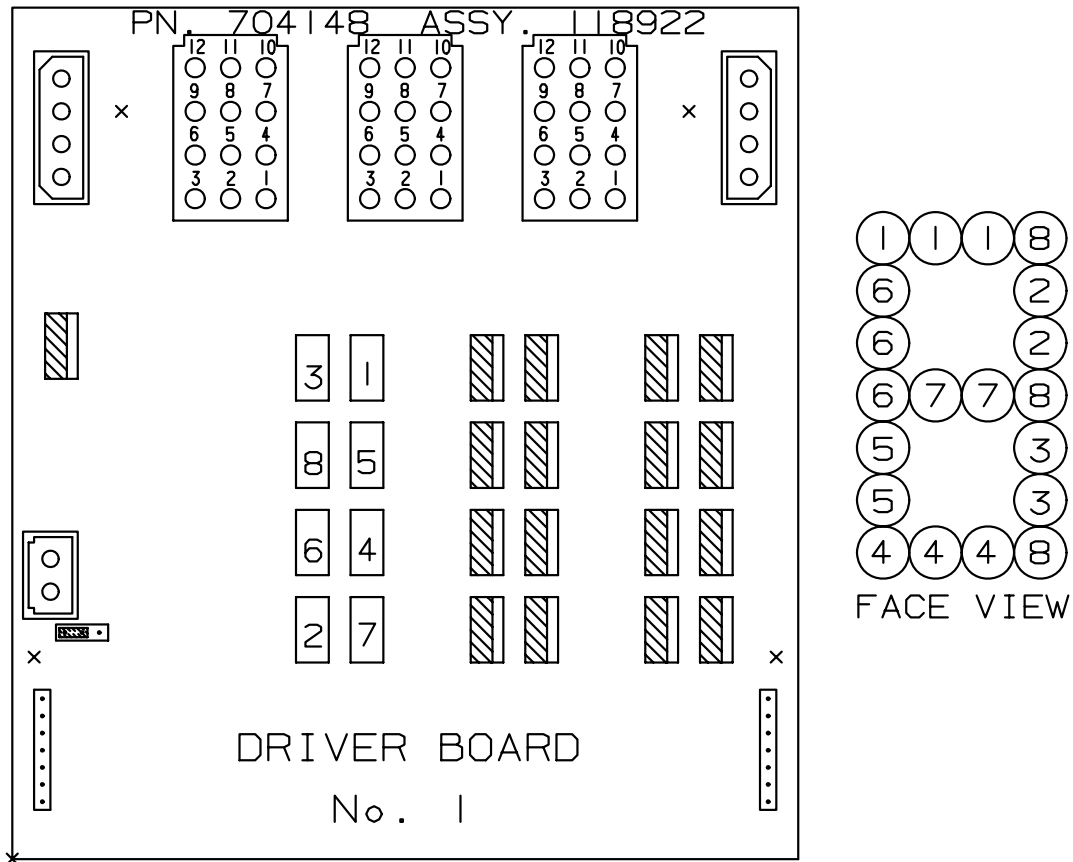 PN. 704148 ASSY. 118922
12 11 10 12 11 10 12 11 10
9 8 7 9 8 7 9 8 7
6 5 4 6 5 4 6 5 4
3 2 1 3 2 1 3 2 1
3 1
8 5
6 4
2 7
DRIVER BOARD
No. 1
1 1 1 8
6 2
6 2
6 7 7 8
5 3
5 3
4 4 4 8
FACE VIEW